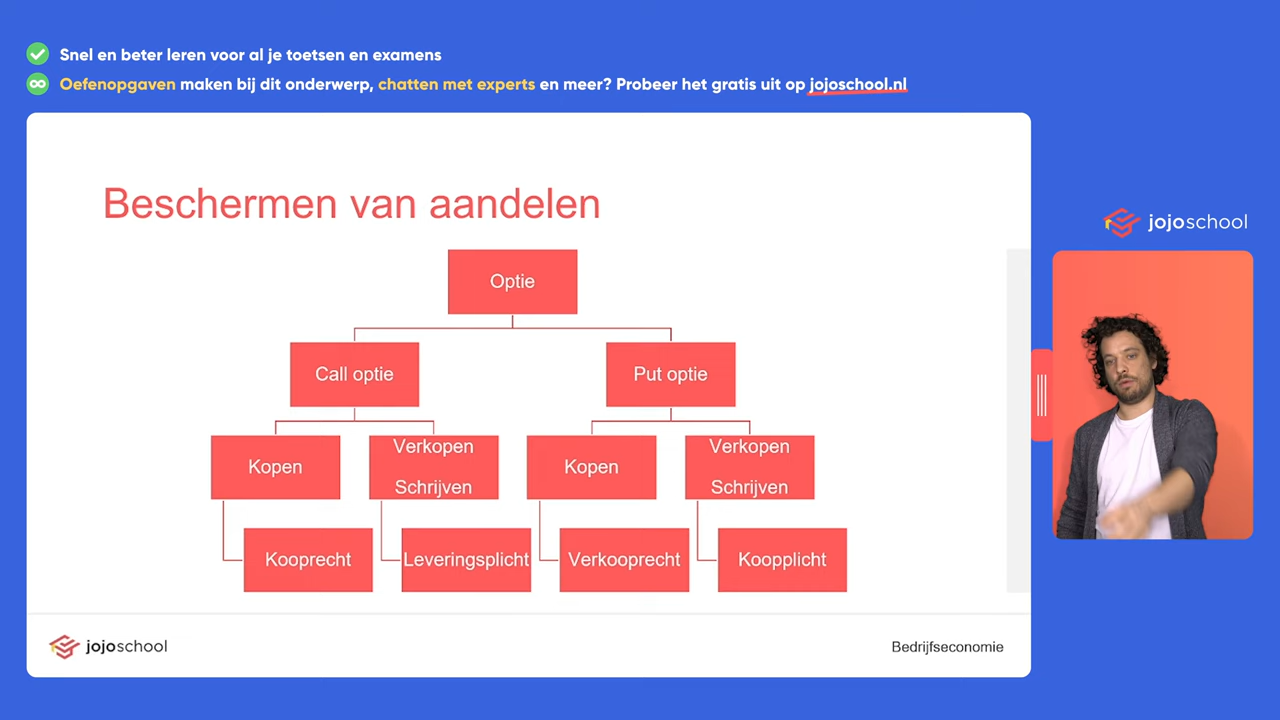 Snel en beter leren voor al je toetsen en examens
Oefenopgaven maken bij dit onderwerp, chatten met experts en meer? Probeer het gratis uit op jojoschool.nl
Beschermen van aandelen
jojoschool
Optie
Call optie
Put optie
Kopen
Verkopen
Schrijven
Kopen
Verkopen
Schrijven
Kooprecht
Leveringsplicht
Verkooprecht
Koopplicht
jojoschool
Bedrijfseconomie